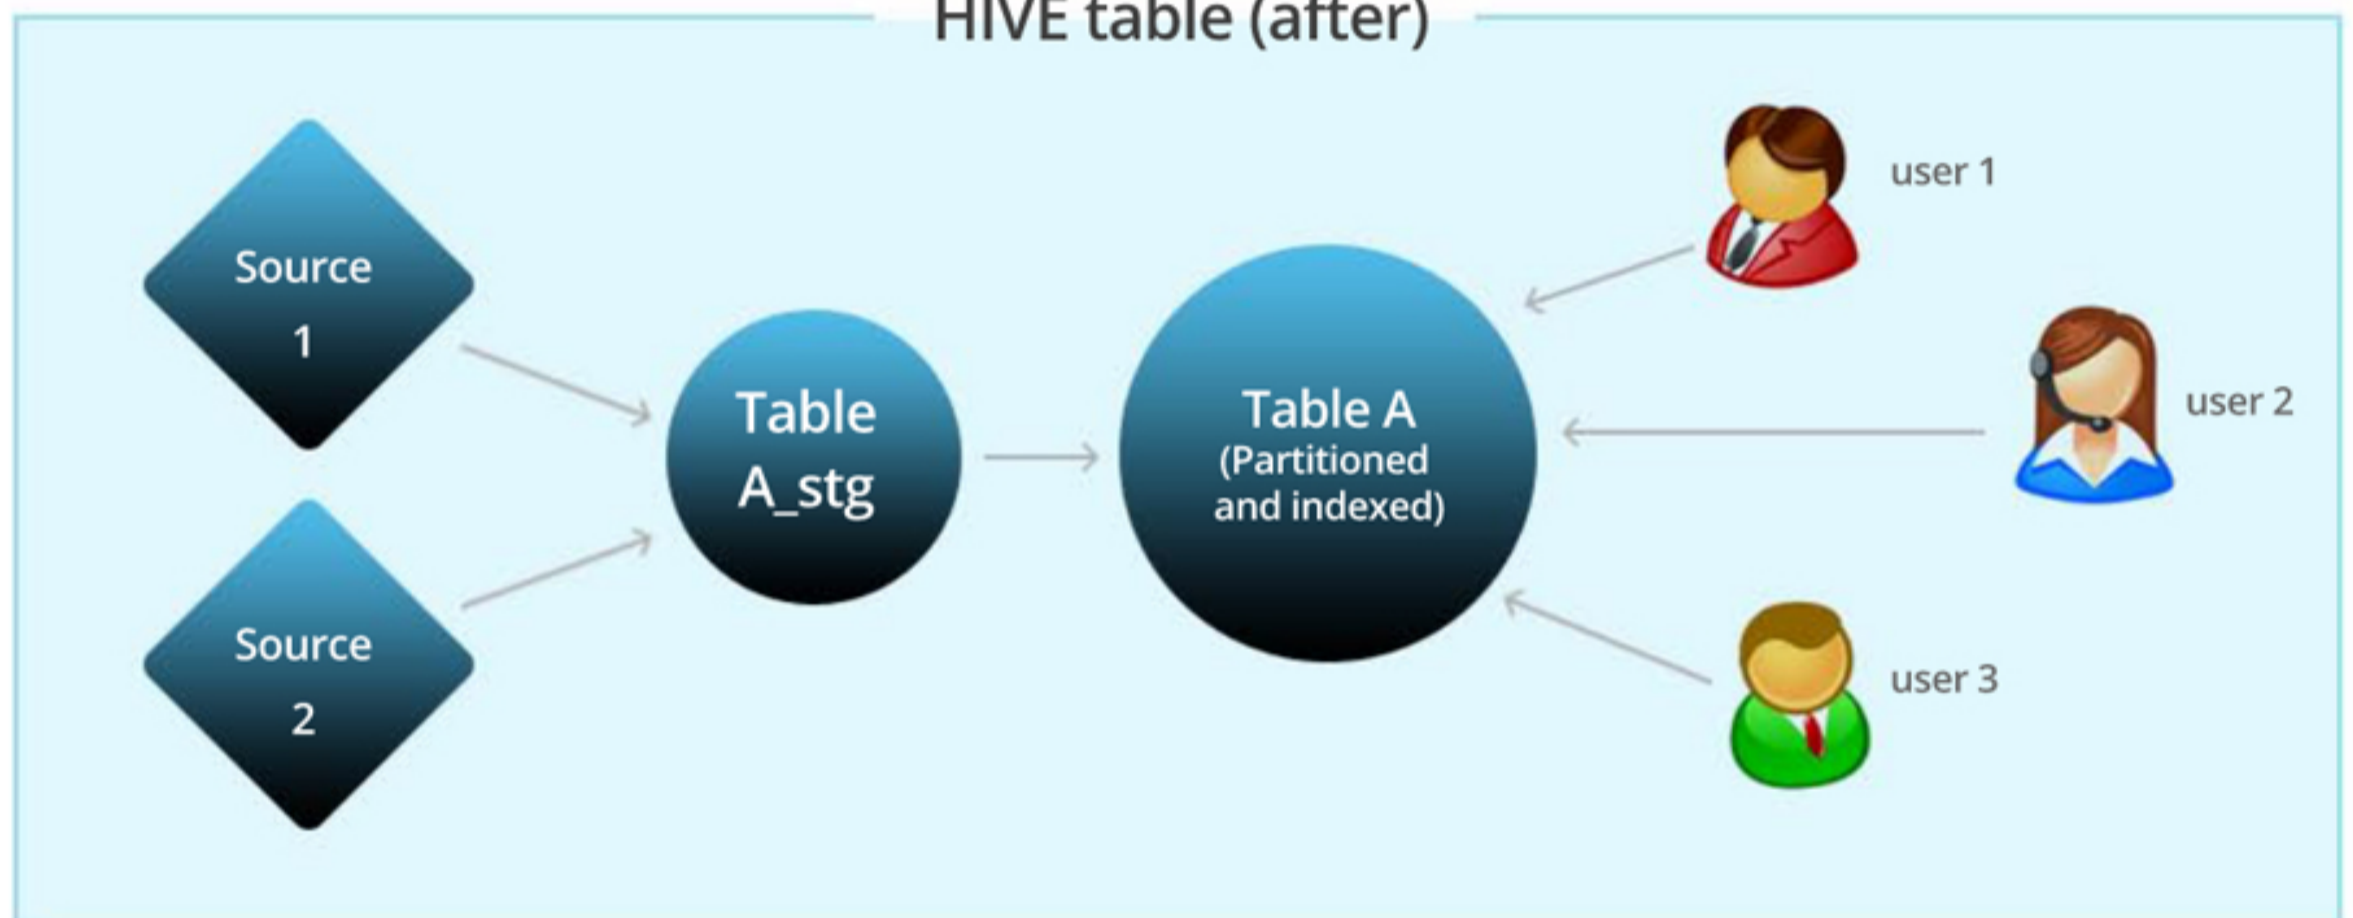 HIVE table (after)
Source
1
Source
2
Table
A_stg
Table A
(Partitioned
and indexed)
user 1
user 2
user 3